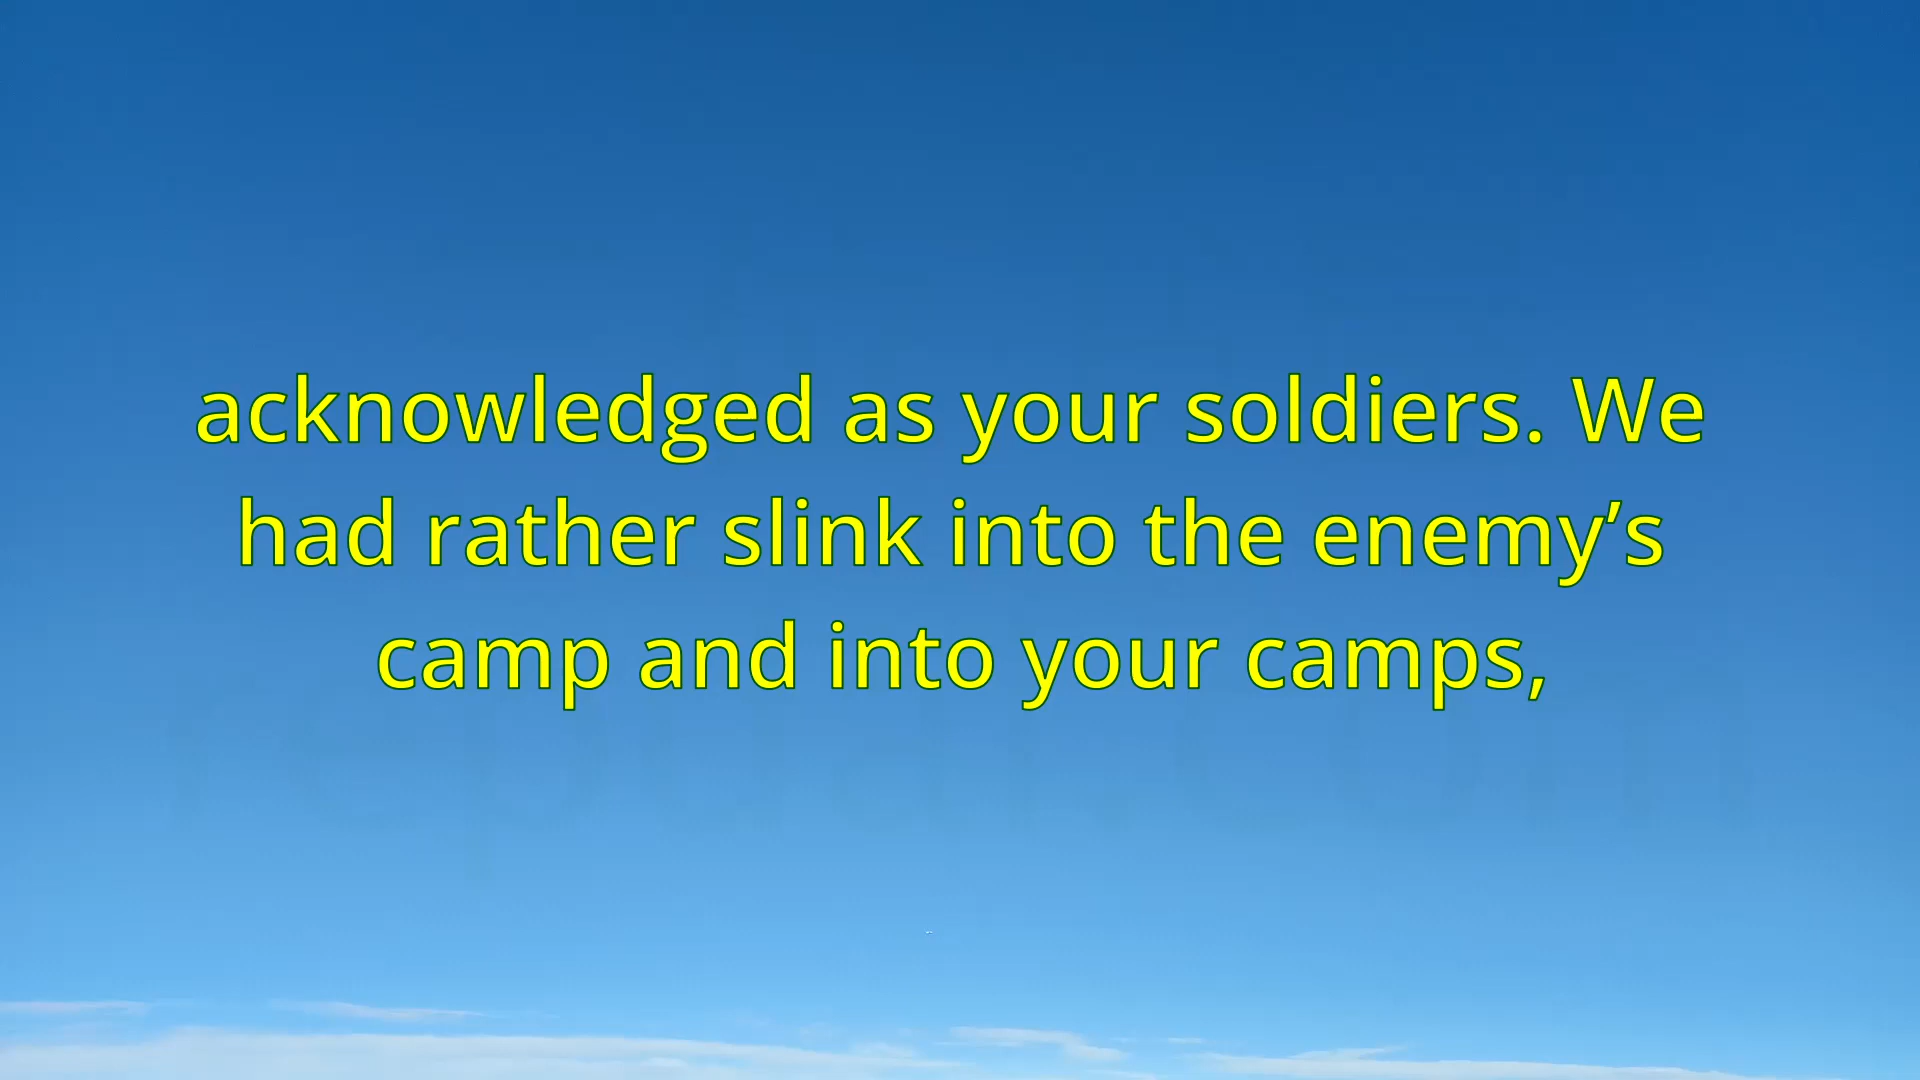 acknowledged as your soldiers. We
had rather slink into the enemy’s
camp and into your camps,